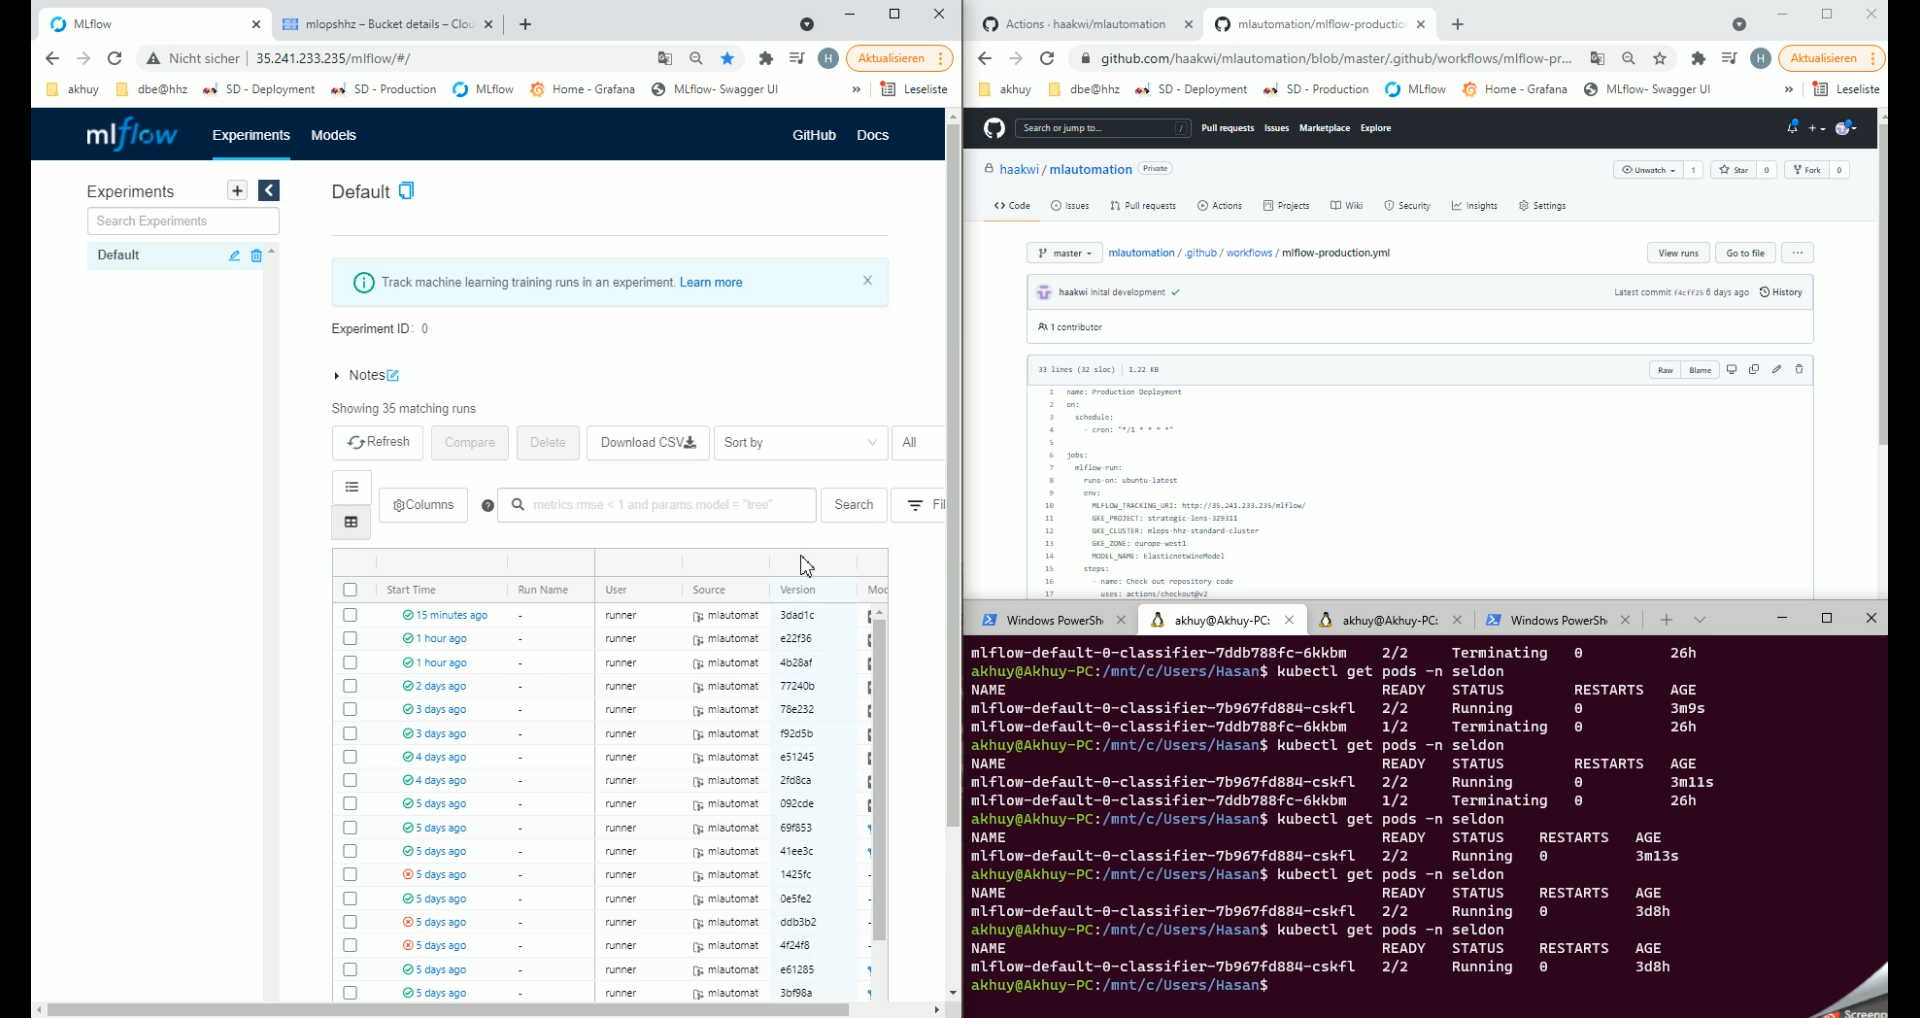 MLflow
mlopshhz – Bucket details – Clou
Nicht sicher
35.241.233.235/mlflow/#/
H
Aktualisieren
akhuy
dbe@hhz
SD - Deployment
SD - Production
MLflow
Home - Grafana
MLflow- Swagger UI
»
Leseliste
mlflow
Experiments
Models
GitHub
Docs
Experiments
Search Experiments
Default
Default
Track machine learning training runs in an experiment. Learn more
Experiment ID: 0
Notes
Showing 35 matching runs
Refresh
Compare
Delete
Download CSV
Sort by
All
Columns
metrics.rmse < 1 and params.model = "tree"
Search
Fil
Start Time Run Name User Source Version Moc
15 minutes ago - runner mlautomat 3dad1c
1 hour ago - runner mlautomat e22f36
1 hour ago - runner mlautomat 4b28af
2 days ago - runner mlautomat 77240b
3 days ago - runner mlautomat 78e232
3 days ago - runner mlautomat f92d5b
4 days ago - runner mlautomat e51245
4 days ago - runner mlautomat 2fd8ca
5 days ago - runner mlautomat 092cde
5 days ago - runner mlautomat 69f853
5 days ago - runner mlautomat 41ee3c
5 days ago - runner mlautomat 1425fc
5 days ago - runner mlautomat 0e5fe2
5 days ago - runner mlautomat ddb3b2
5 days ago - runner mlautomat 4f24f8
5 days ago - runner mlautomat e61285
5 days ago - runner mlautomat 3bf98a
Actions · haakwi/mlautomation
mlautomation/mlflow-productio
github.com/haakwi/mlautomation/blob/master/.github/workflows/mlflow-pr...
H
Aktualisieren
akhuy
dbe@hhz
SD - Deployment
SD - Production
MLflow
Home - Grafana
MLflow- Swagger UI
»
Leseliste
Search or jump to...
/
Pull requests
Issues
Marketplace
Explore
haakwi / mlautomation
Private
Unwatch
1
Star
0
Fork
0
Code
Issues
Pull requests
Actions
Projects
Wiki
Security
Insights
Settings
master
mlautomation / .github / workflows / mlflow-production.yml
View runs
Go to file
...
haakwi Inital development
Latest commit f4cff25 6 days ago
History
1 contributor
33 lines (32 sloc)
1.22 KB
Raw
Blame
1 name: Production Deployment
2 on:
3 schedule:
4 - cron: "*/1 * * * *"
5
6 jobs:
7 mlflow-run:
8 runs-on: ubuntu-latest
9 env:
10 MLFLOW_TRACKING_URI: http://35.241.233.235/mlflow/
11 GKE_PROJECT: strategic-lens-329311
12 GKE_CLUSTER: mlops-hhz-standard-cluster
13 GKE_ZONE: europe-west1
14 MODEL_NAME: ElasticnetWineModel
15 steps:
16 - name: Check out repository code
17 uses: actions/checkout@v2
Windows PowerSh
akhuy@Akhuy-PC:
akhuy@Akhuy-PC:
Windows PowerSh
mlflow-default-0-classifier-7ddb788fc-6kkbm 2/2 Terminating 0 26h
akhuy@Akhuy-PC:/mnt/c/Users/Hasan$ kubectl get pods -n seldon
NAME READY STATUS RESTARTS AGE
mlflow-default-0-classifier-7b967fd884-cskfl 2/2 Running 0 3m9s
mlflow-default-0-classifier-7ddb788fc-6kkbm 1/2 Terminating 0 26h
akhuy@Akhuy-PC:/mnt/c/Users/Hasan$ kubectl get pods -n seldon
NAME READY STATUS RESTARTS AGE
mlflow-default-0-classifier-7b967fd884-cskfl 2/2 Running 0 3m11s
mlflow-default-0-classifier-7ddb788fc-6kkbm 1/2 Terminating 0 26h
akhuy@Akhuy-PC:/mnt/c/Users/Hasan$ kubectl get pods -n seldon
NAME READY STATUS RESTARTS AGE
mlflow-default-0-classifier-7b967fd884-cskfl 2/2 Running 0 3m13s
akhuy@Akhuy-PC:/mnt/c/Users/Hasan$ kubectl get pods -n seldon
NAME READY STATUS RESTARTS AGE
mlflow-default-0-classifier-7b967fd884-cskfl 2/2 Running 0 3d8h
akhuy@Akhuy-PC:/mnt/c/Users/Hasan$ kubectl get pods -n seldon
NAME READY STATUS RESTARTS AGE
mlflow-default-0-classifier-7b967fd884-cskfl 2/2 Running 0 3d8h
akhuy@Akhuy-PC:/mnt/c/Users/Hasan$
Screenp